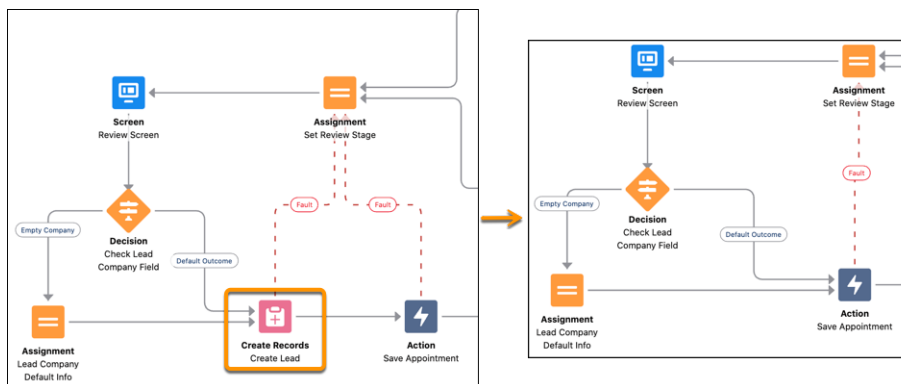 Screen
Review Screen
Assignment
Set Review Stage
Fault
Fault
Empty Company
Decision
Check Lead
Company Field
Default Outcome
Assignment
Lead Company
Default Info
Create Records
Create Lead
Action
Save Appointment
Screen
Review Screen
Assignment
Set Review Stage
Fault
Empty Company
Decision
Check Lead
Company Field
Default Outcome
Assignment
Lead Company
Default Info
Action
Save Appointment